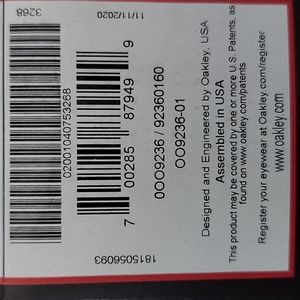 3268
11/11/2020
02001040753268
7 00285 87949 9
1815056093
0OO9236 / 92360160
OO9236-01
Designed and Engineered by Oakley, USA
Assembled in USA
This product may be covered by one or more U.S. Patents, as
found on www.oakley.com/patents
Register your eyewear at Oakley.com/register
www.oakley.com